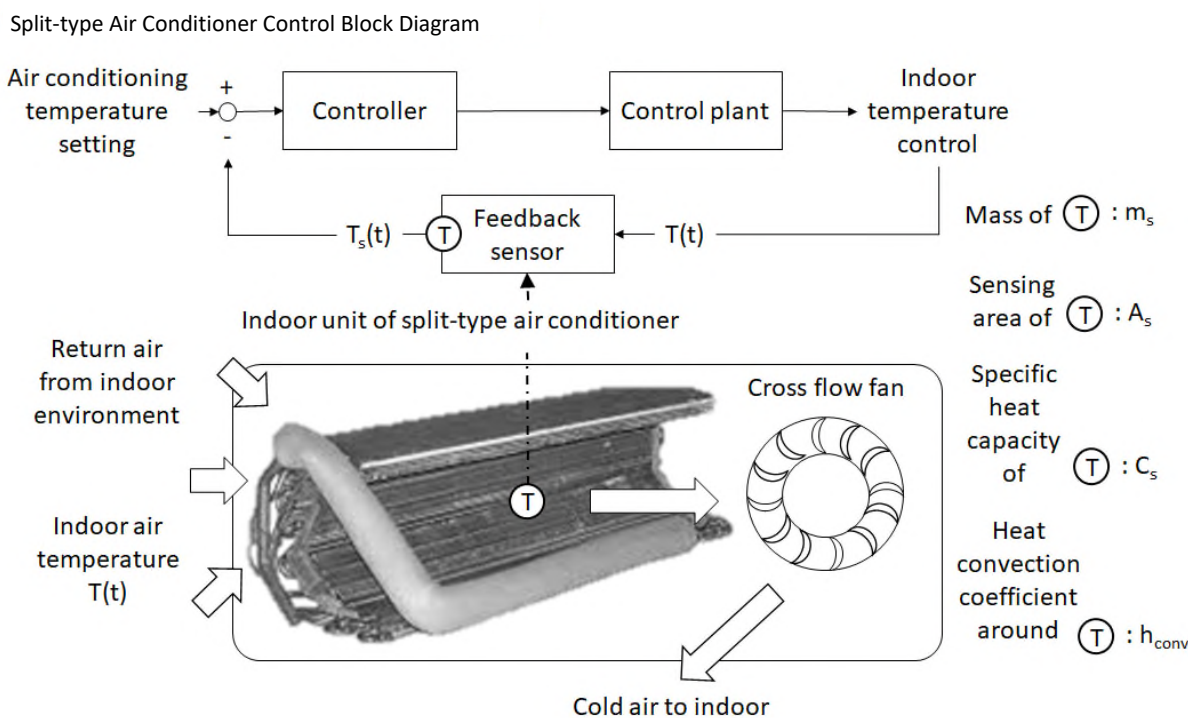 Split-type Air Conditioner Control Block Diagram
Air conditioning
temperature
setting
+
-
Controller
Control plant
Indoor
temperature
control
Tₛ(t)
T
Feedback
sensor
T(t)
Mass of T : mₛ
Indoor unit of split-type air conditioner
Sensing
area of T : Aₛ
Return air
from indoor
environment
Cross flow fan
Specific
heat
capacity
of T : Cₛ
T
Indoor air
temperature
T(t)
Heat
convection
coefficient
around T : h_conv
Cold air to indoor